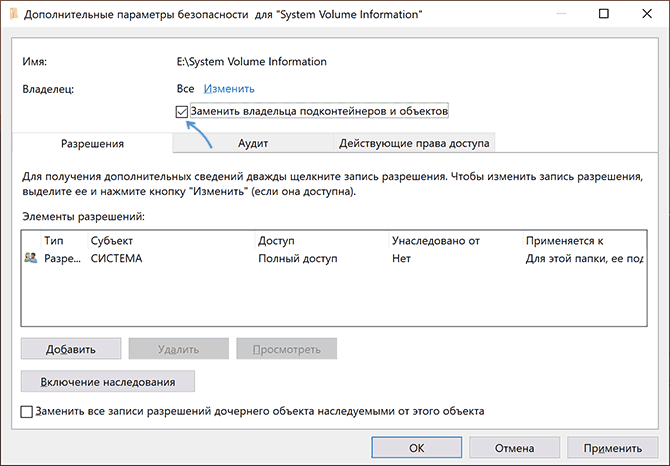 Дополнительные параметры безопасности для "System Volume Information"
Имя: E:\System Volume Information
Владелец: Все Изменить
Заменить владельца подконтейнеров и объектов
Разрешения Аудит Действующие права доступа
Для получения дополнительных сведений дважды щелкните запись разрешения. Чтобы изменить запись разрешения,
выделите ее и нажмите кнопку "Изменить" (если она доступна).
Элементы разрешений:
Тип Субъект Доступ Унаследовано от Применяется к
Разре... СИСТЕМА Полный доступ Нет Для этой папки, ее под
Добавить Удалить Просмотреть
Включение наследования
Заменить все записи разрешений дочернего объекта наследуемыми от этого объекта
ОК Отмена Применить